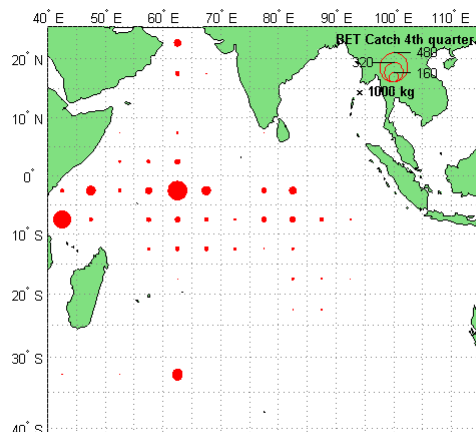 40° E 50° E 60° E 70° E 80° E 90° E 100° E 110° E
BET Catch 4th quarter
480
320
160
× 1000 kg
20° N
10° N
0°
10° S
20° S
30° S
40° S